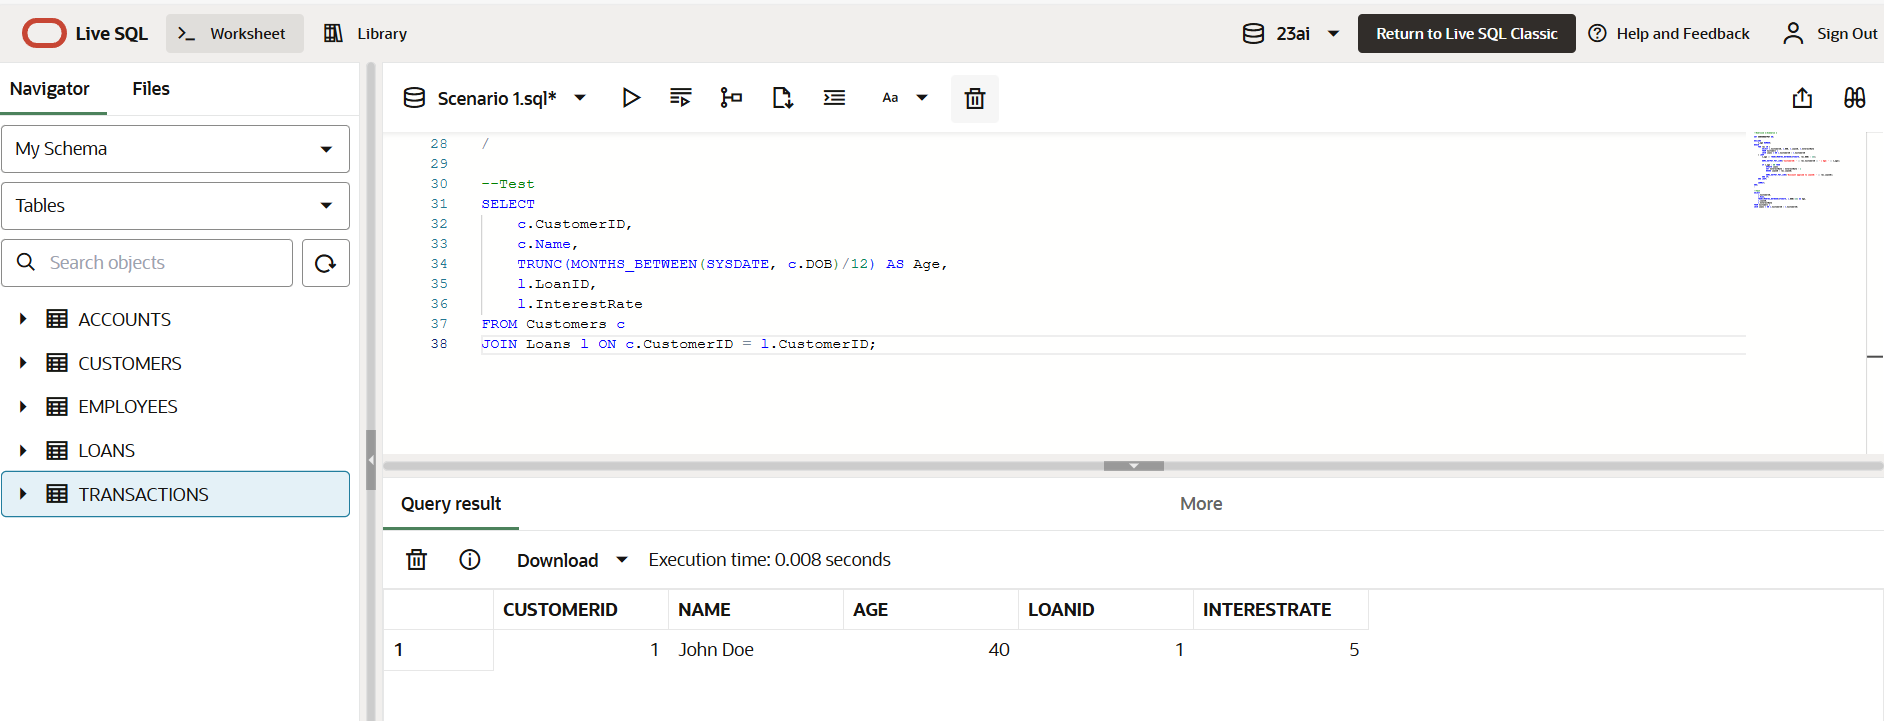 Live SQL
Worksheet
Library
23ai
Return to Live SQL Classic
Help and Feedback
Sign Out
Navigator
Files
My Schema
Tables
Search objects
ACCOUNTS
CUSTOMERS
EMPLOYEES
LOANS
TRANSACTIONS
Scenario 1.sql*
Aa
28 /
29
30 --Test
31 SELECT
32 c.CustomerID,
33 c.Name,
34 TRUNC(MONTHS_BETWEEN(SYSDATE, c.DOB)/12) AS Age,
35 l.LoanID,
36 l.InterestRate
37 FROM Customers c
38 JOIN Loans l ON c.CustomerID = l.CustomerID;
Query result
More
Download
Execution time: 0.008 seconds
CUSTOMERID NAME AGE LOANID INTERESTRATE
1 1 John Doe 40 1 5